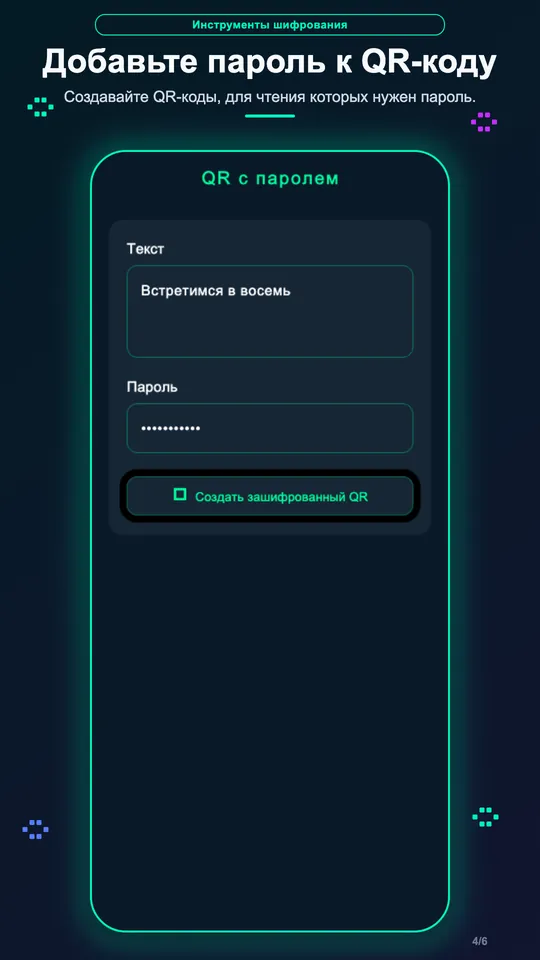 Инструменты шифрования
Добавьте пароль к QR-коду
Создавайте QR-коды, для чтения которых нужен пароль.
QR с паролем
Текст
Встретимся в восемь
Пароль
•••••••••••
Создать зашифрованный QR
4/6